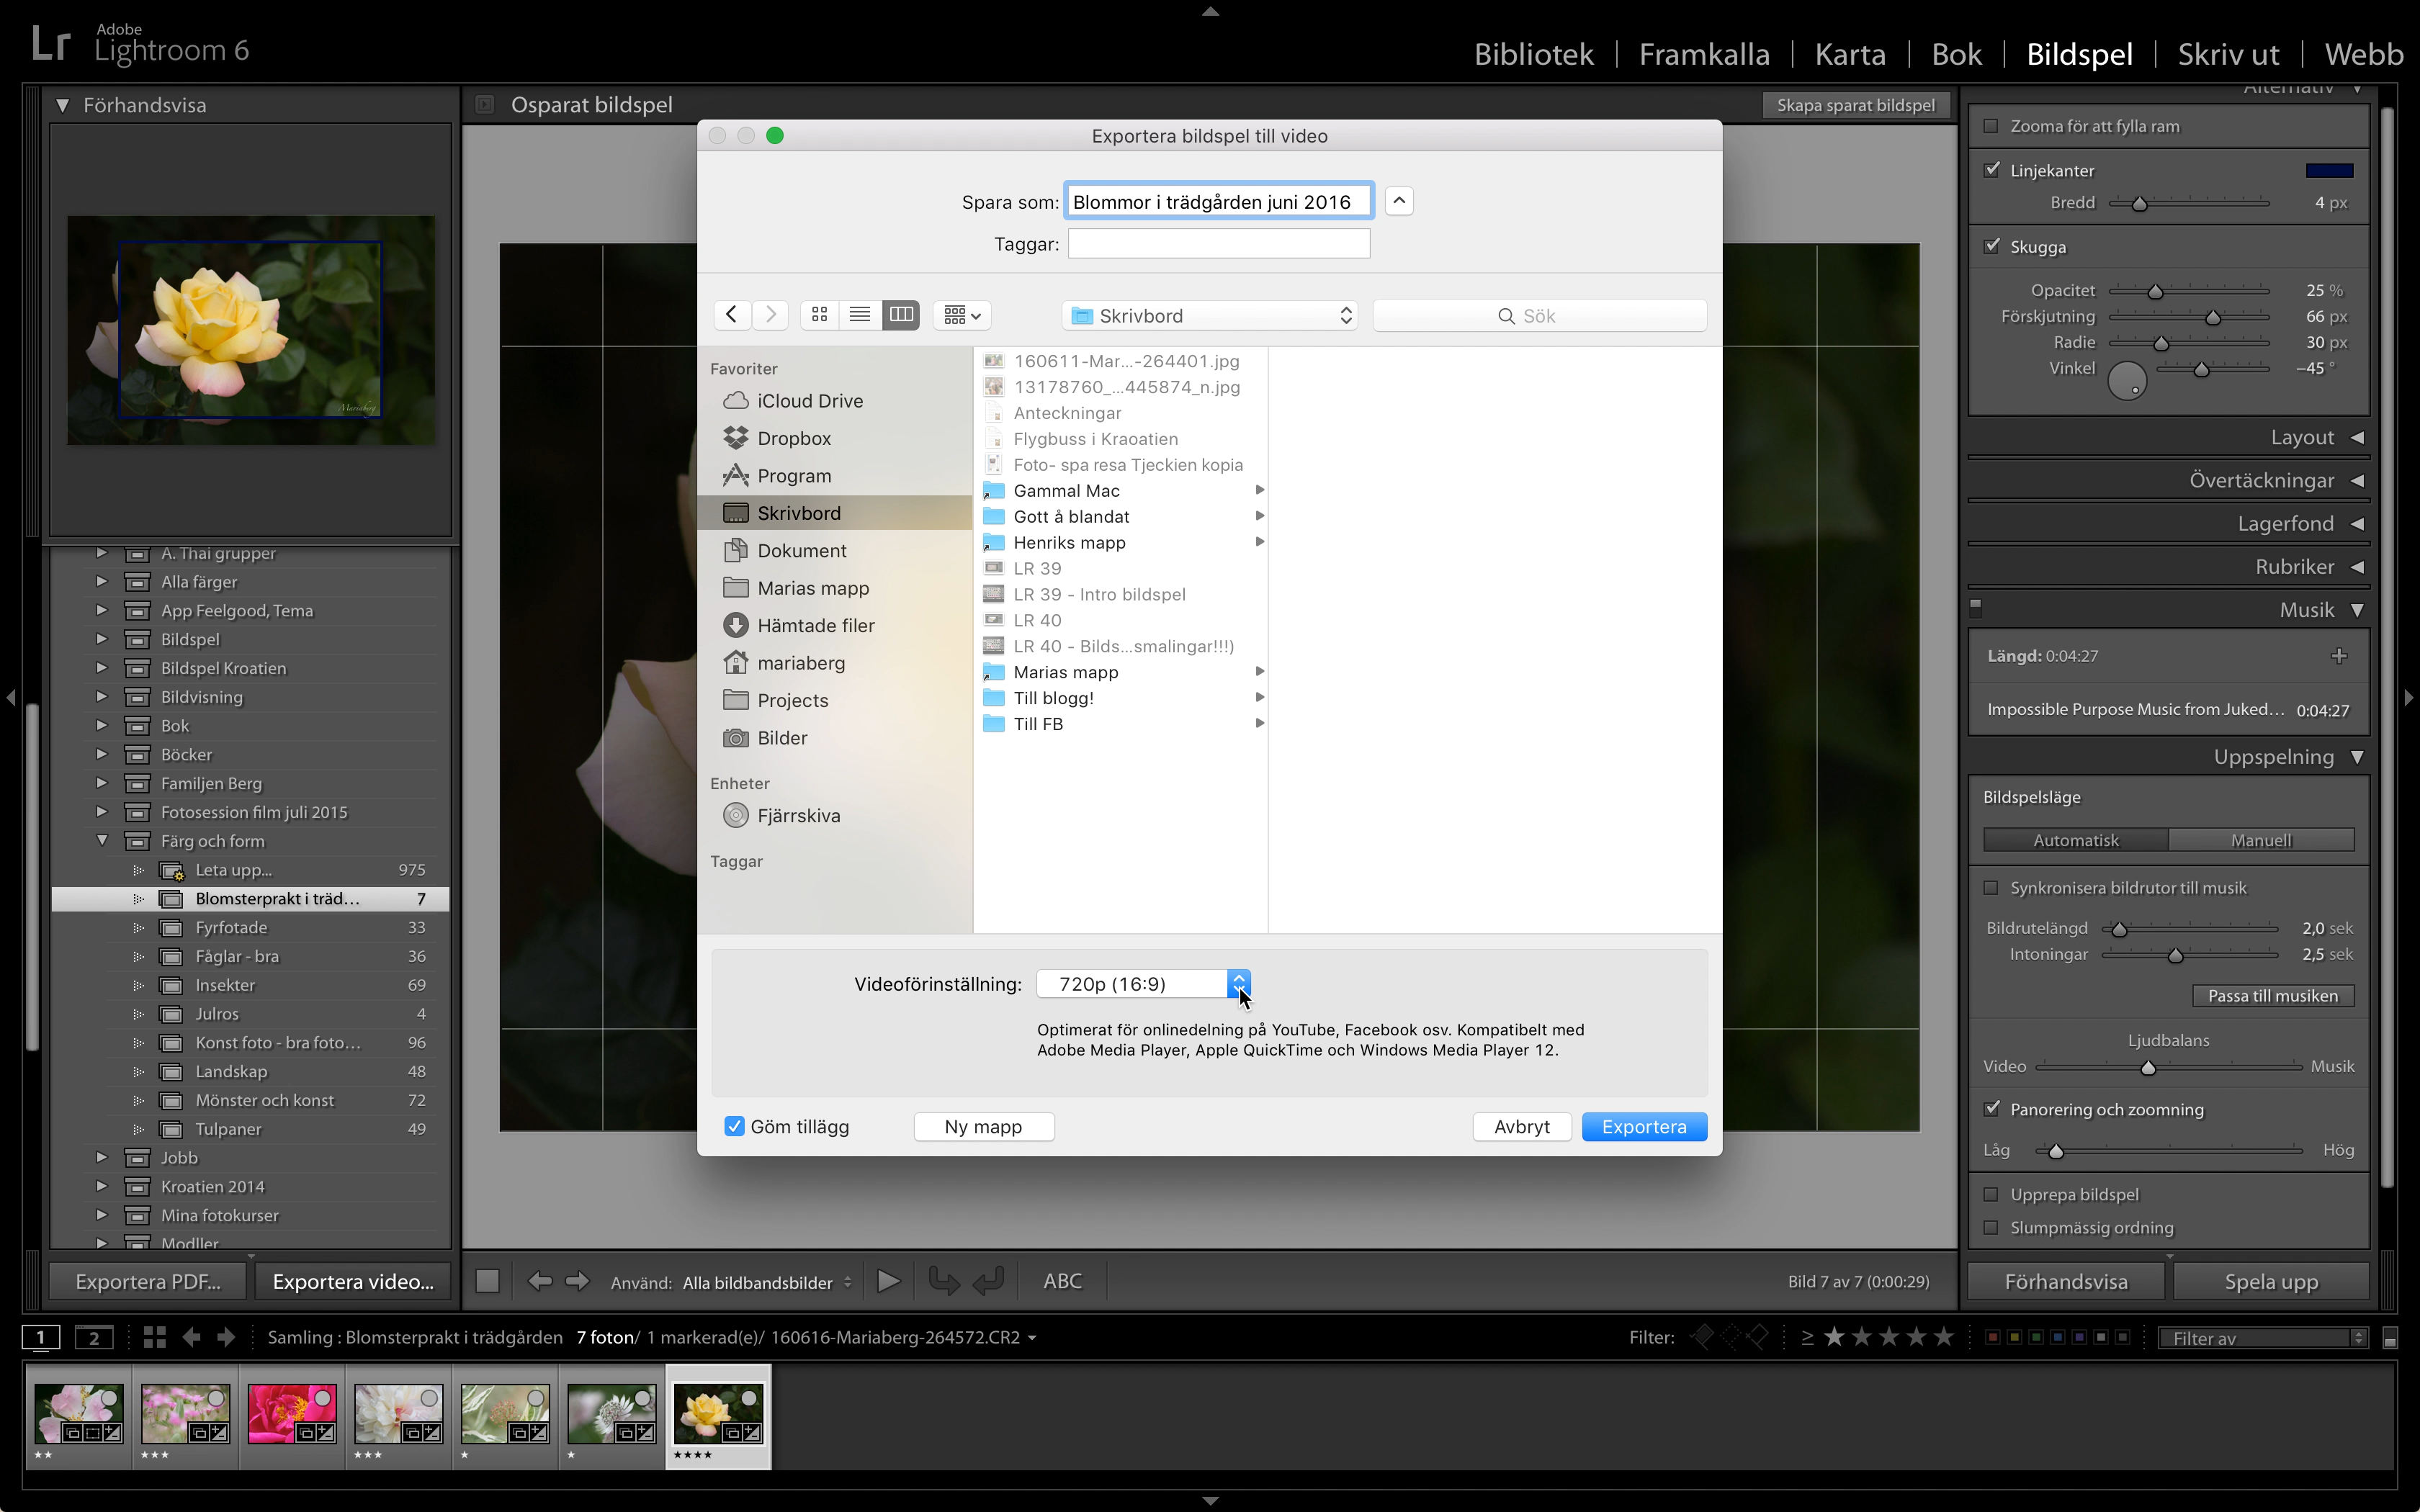 Lr Adobe
Lightroom 6
Bibliotek | Framkalla | Karta | Bok | Bildspel | Skriv ut | Webb
Förhandsvisa
Mariaberg
A. Thai grupper
Alla färger
App Feelgood, Tema
Bildspel
Bildspel Kroatien
Bildvisning
Bok
Böcker
Familjen Berg
Fotosession film juli 2015
Färg och form
Leta upp... 975
Blomsterprakt i träd... 7
Fyrfotade 33
Fåglar - bra 36
Insekter 69
Julros 4
Konst foto - bra foto... 96
Landskap 48
Mönster och konst 72
Tulpaner 49
Jobb
Kroatien 2014
Mina fotokurser
Modller
Exportera PDF... Exportera video...
Osparat bildspel Skapa sparat bildspel
Exportera bildspel till video
Spara som: Blommor i trädgården juni 2016
Taggar:
Skrivbord Sök
Favoriter
iCloud Drive
Dropbox
Program
Skrivbord
Dokument
Marias mapp
Hämtade filer
mariaberg
Projects
Bilder
Enheter
Fjärrskiva
Taggar
160611-Mar...-264401.jpg
13178760_...445874_n.jpg
Anteckningar
Flygbuss i Kraoatien
Foto- spa resa Tjeckien kopia
Gammal Mac
Gott å blandat
Henriks mapp
LR 39
LR 39 - Intro bildspel
LR 40
LR 40 - Bilds...smalingar!!!)
Marias mapp
Till blogg!
Till FB
Videoförinställning: 720p (16:9)
Optimerat för onlinedelning på YouTube, Facebook osv. Kompatibelt med
Adobe Media Player, Apple QuickTime och Windows Media Player 12.
Göm tillägg Ny mapp Avbryt Exportera
Använd: Alla bildbandsbilder ABC Bild 7 av 7 (0:00:29)
Alternativ
Zooma för att fylla ram
Linjekanter
Bredd 4 px
Skugga
Opacitet 25 %
Förskjutning 66 px
Radie 30 px
Vinkel −45 °
Layout
Övertäckningar
Lagerfond
Rubriker
Musik
Längd: 0:04:27
Impossible Purpose Music from Juked... 0:04:27
Uppspelning
Bildspelsläge
Automatisk Manuell
Synkronisera bildrutor till musik
Bildrutelängd 2,0 sek
Intoningar 2,5 sek
Passa till musiken
Ljudbalans
Video Musik
Panorering och zoomning
Låg Hög
Upprepa bildspel
Slumpmässig ordning
Förhandsvisa Spela upp
1 2 Samling : Blomsterprakt i trädgården 7 foton/ 1 markerad(e)/ 160616-Mariaberg-264572.CR2 Filter: ≥ Filter av